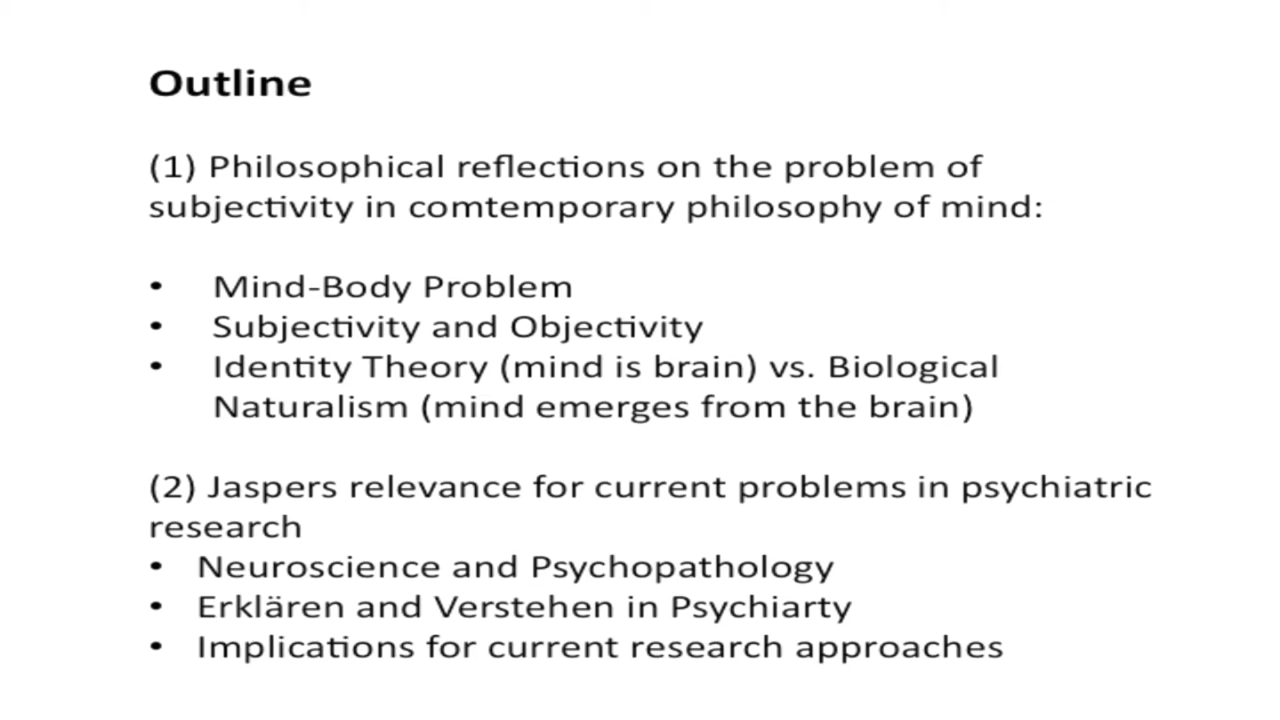 Outline
(1) Philosophical reflections on the problem of
subjectivity in comtemporary philosophy of mind:
• Mind-Body Problem
• Subjectivity and Objectivity
• Identity Theory (mind is brain) vs. Biological
Naturalism (mind emerges from the brain)
(2) Jaspers relevance for current problems in psychiatric
research
• Neuroscience and Psychopathology
• Erklären and Verstehen in Psychiarty
• Implications for current research approaches